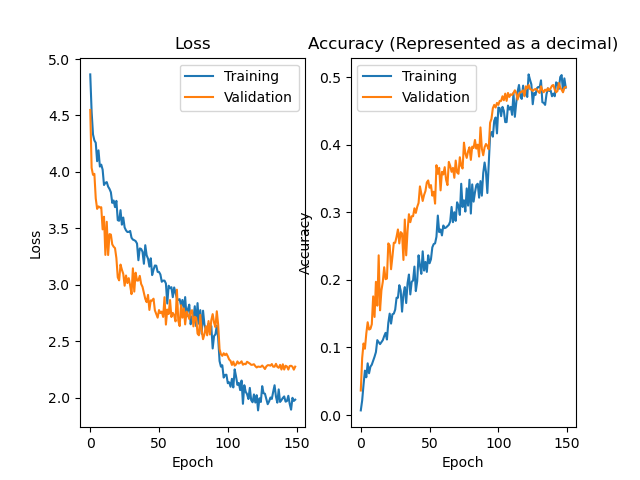 Loss
Training
Validation
5.0
4.5
4.0
3.5
3.0
2.5
2.0
Loss
0
50
100
150
Epoch
Accuracy (Represented as a decimal)
Training
Validation
0.5
0.4
0.3
0.2
0.1
0.0
Accuracy
0
50
100
150
Epoch